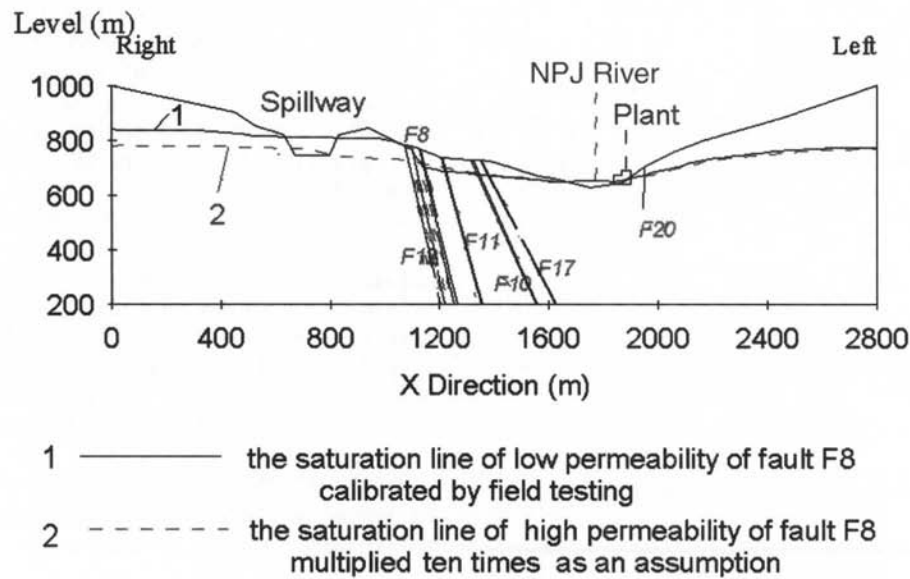 Level (m)
Right
Left
NPJ River
1000
Spillway
Plant
1
F8
800
600
2
F20
F11
400
F17
F10
200
0
400
800
1200
1600
2000
2400
2800
X Direction (m)
1
the saturation line of low permeability of fault F8
calibrated by field testing
2
the saturation line of high permeability of fault F8
multiplied ten times as an assumption